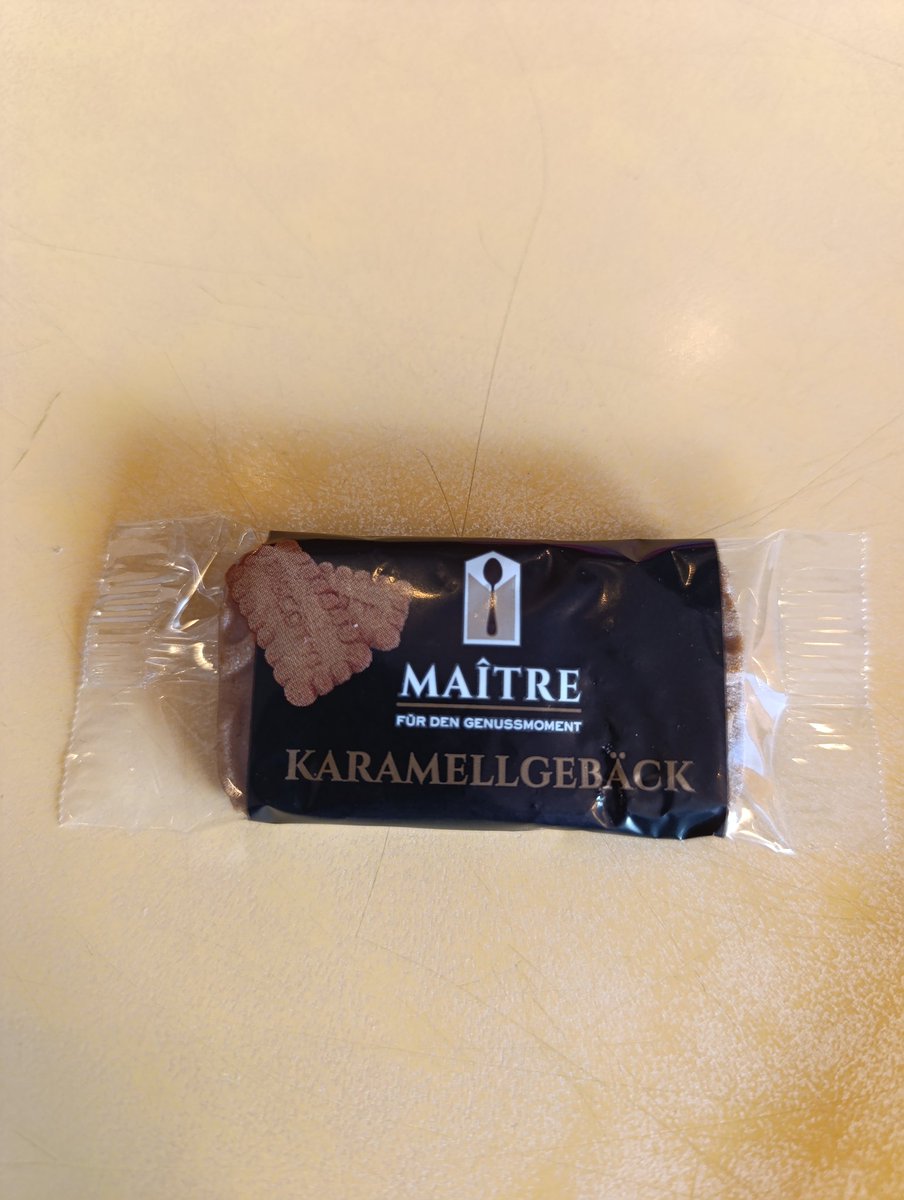 MAÎTRE
FÜR DEN GENUSSMOMENT
KARAMELLGEBÄCK